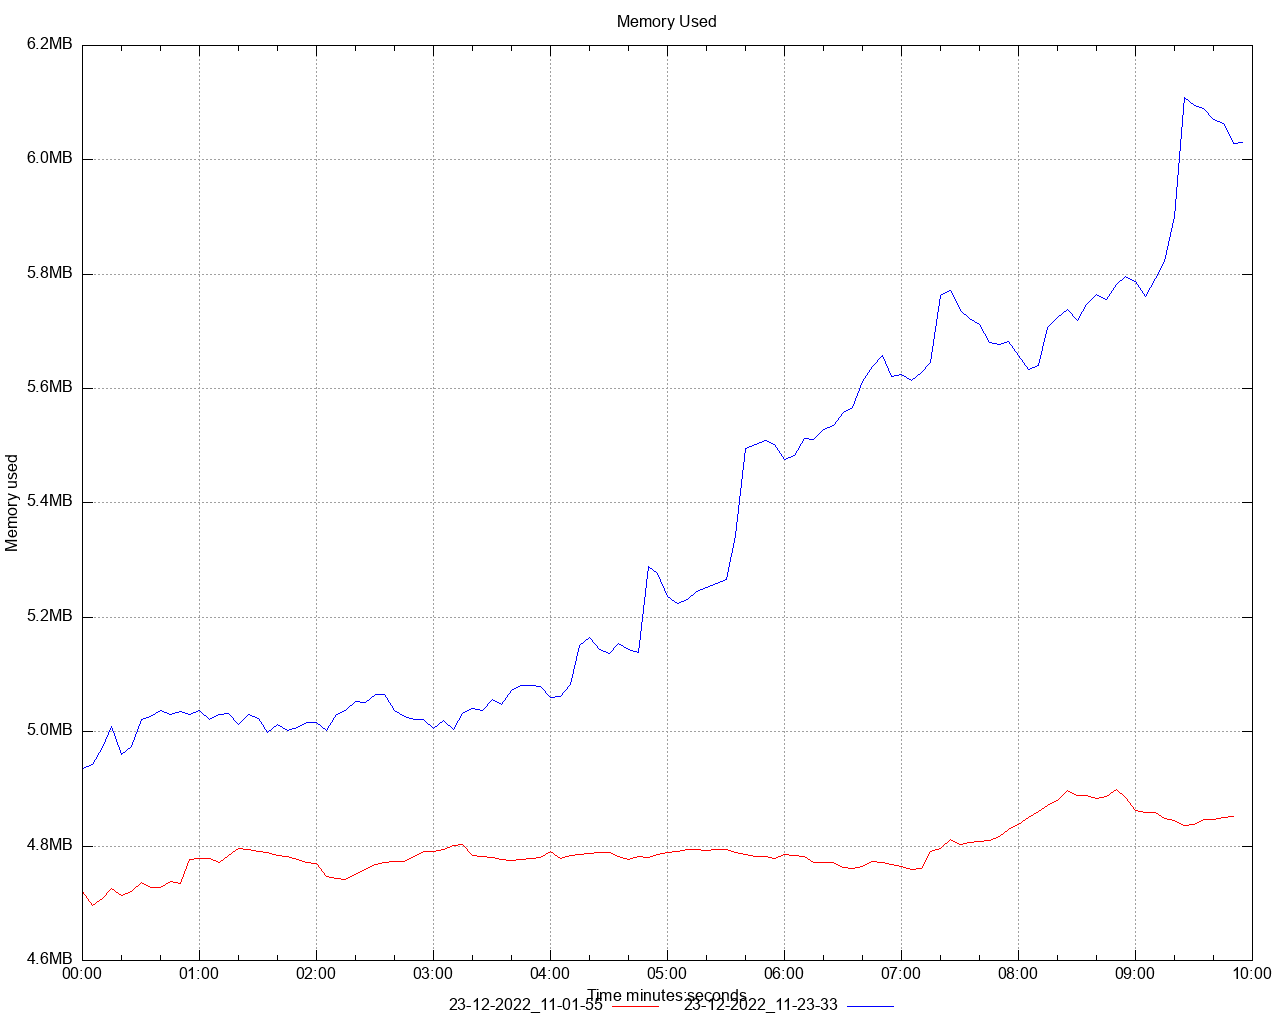 Memory Used
6.2MB
6.0MB
5.8MB
5.6MB
5.4MB
5.2MB
5.0MB
4.8MB
4.6MB
Memory used
00:00 01:00 02:00 03:00 04:00 05:00 06:00 07:00 08:00 09:00 10:00
Time minutes:seconds
23-12-2022_11-01-55 23-12-2022_11-23-33